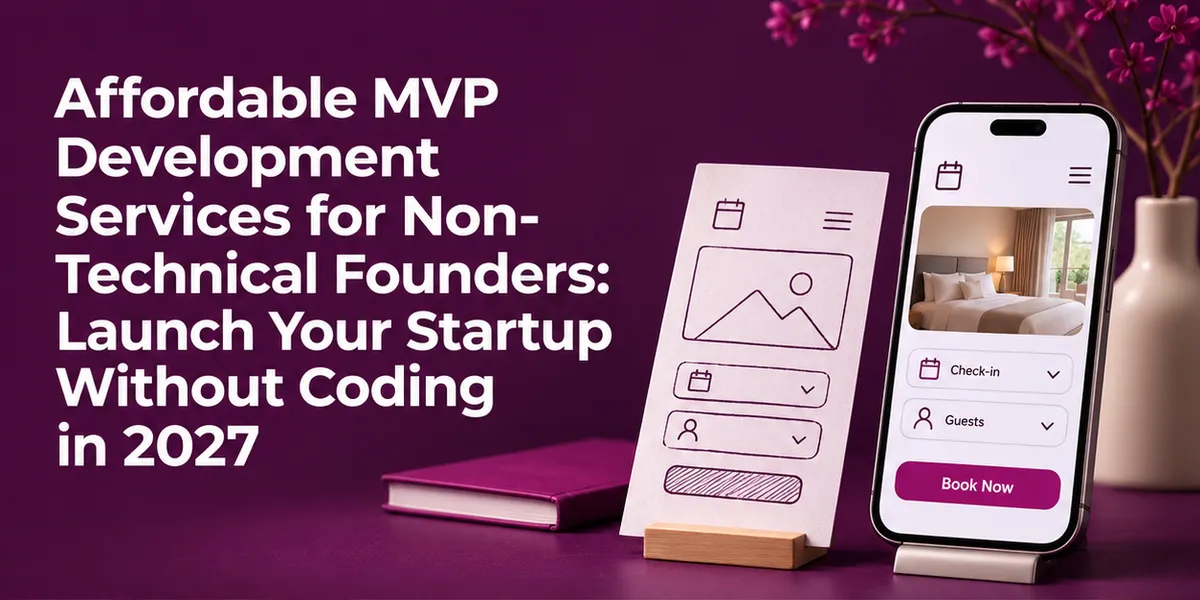 Affordable MVP
Development
Services for Non-
Technical Founders:
Launch Your Startup
Without Coding
in 2027
Check-in
Guests
Book Now